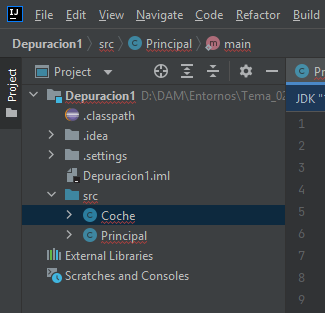 IJ File Edit View Navigate Code Refactor Build
Depuracion1 src Principal main
Project
Project Pr
Depuracion1 D:\DAM\Entornos\Tema_02
JDK "1
.classpath
.idea
.settings
Depuracion1.iml
src
Coche
Principal
External Libraries
Scratches and Consoles
1
2
3
4
5
6
7
8
9